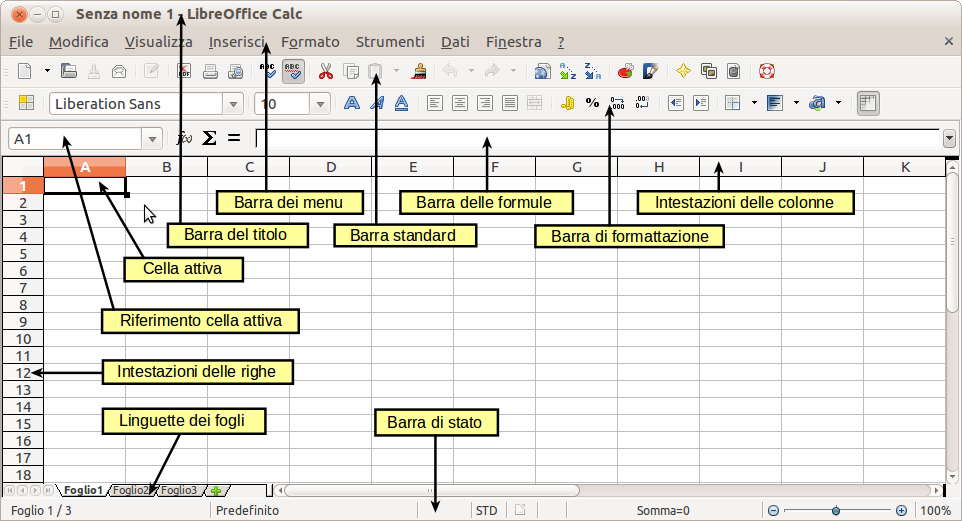 Senza nome 1 - LibreOffice Calc
File Modifica Visualizza Inserisci Formato Strumenti Dati Finestra ?
Liberation Sans 10
A1 f(x) Σ =
A B C D E F G H I J K
1
2 Barra dei menu Barra delle formule Intestazioni delle colonne
3
4 Barra del titolo Barra standard Barra di formattazione
5
6 Cella attiva
7
8
9 Riferimento cella attiva
10
11
12 Intestazioni delle righe
13
14
15 Linguette dei fogli Barra di stato
16
17
18
Foglio1 Foglio2 Foglio3
Foglio 1 / 3 Predefinito STD Somma=0 100%